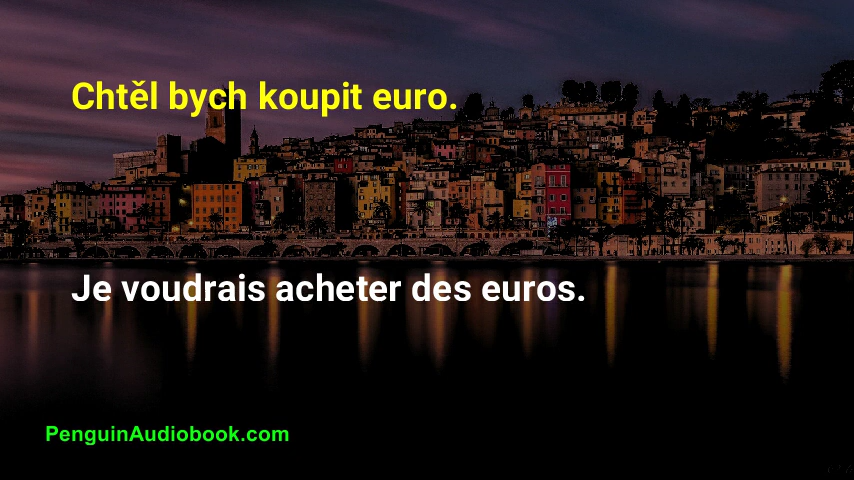 Chtěl bych koupit euro.
Je voudrais acheter des euros.
PenguinAudiobook.com